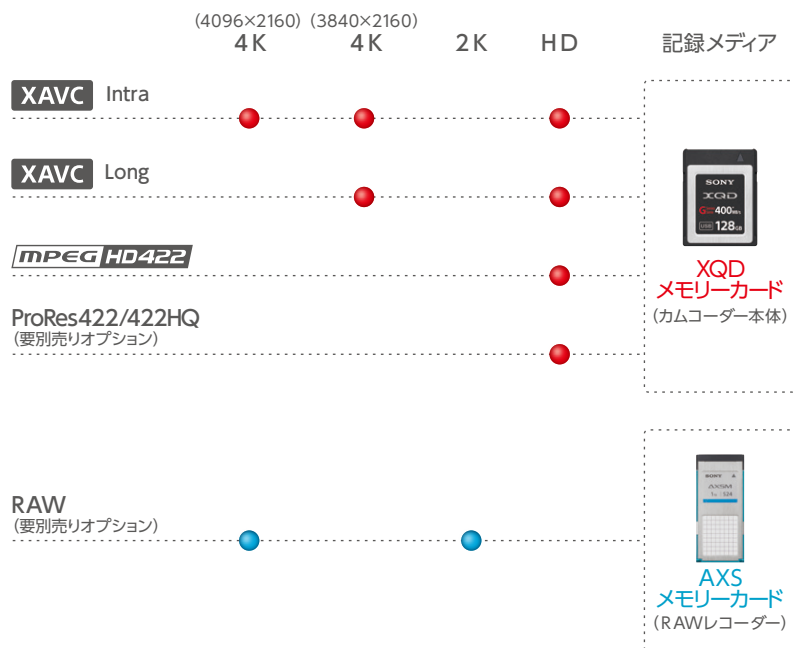 (4096×2160) (3840×2160)
4K 4K 2K HD 記録メディア
XAVC Intra
XAVC Long
SONY
XQD
G 400MB/s
USB 128GB
MPEG HD422
XQD
メモリーカード
(カムコーダー本体)
ProRes422/422HQ
(要別売りオプション)
SONY
AXSM
RAW
(要別売りオプション)
AXS
メモリーカード
(RAWレコーダー)